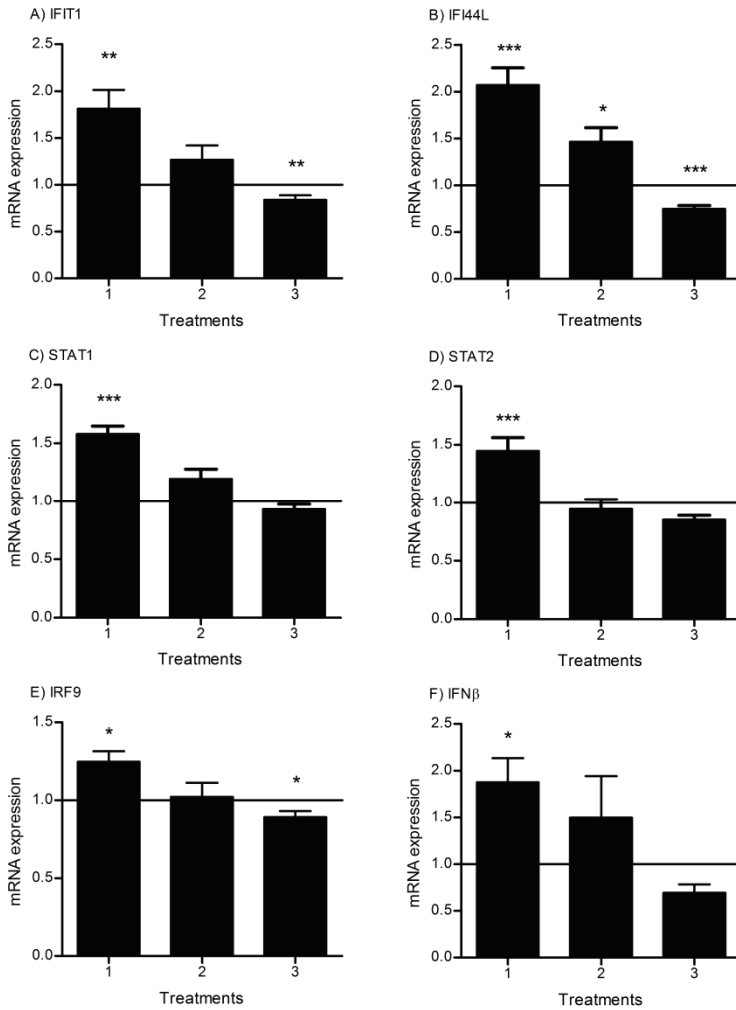 A) IFIT1
mRNA expression
2.5
2.0
1.5
1.0
0.5
0.0
**
**
1 2 3
Treatments
B) IFI44L
mRNA expression
2.5
2.0
1.5
1.0
0.5
0.0
***
*
***
1 2 3
Treatments
C) STAT1
mRNA expression
2.0
1.5
1.0
0.5
0.0
***
1 2 3
Treatments
D) STAT2
mRNA expression
2.0
1.5
1.0
0.5
0.0
***
1 2 3
Treatments
E) IRF9
mRNA expression
1.5
1.0
0.5
0.0
*
*
1 2 3
Treatments
F) IFNβ
mRNA expression
2.5
2.0
1.5
1.0
0.5
0.0
*
1 2 3
Treatments